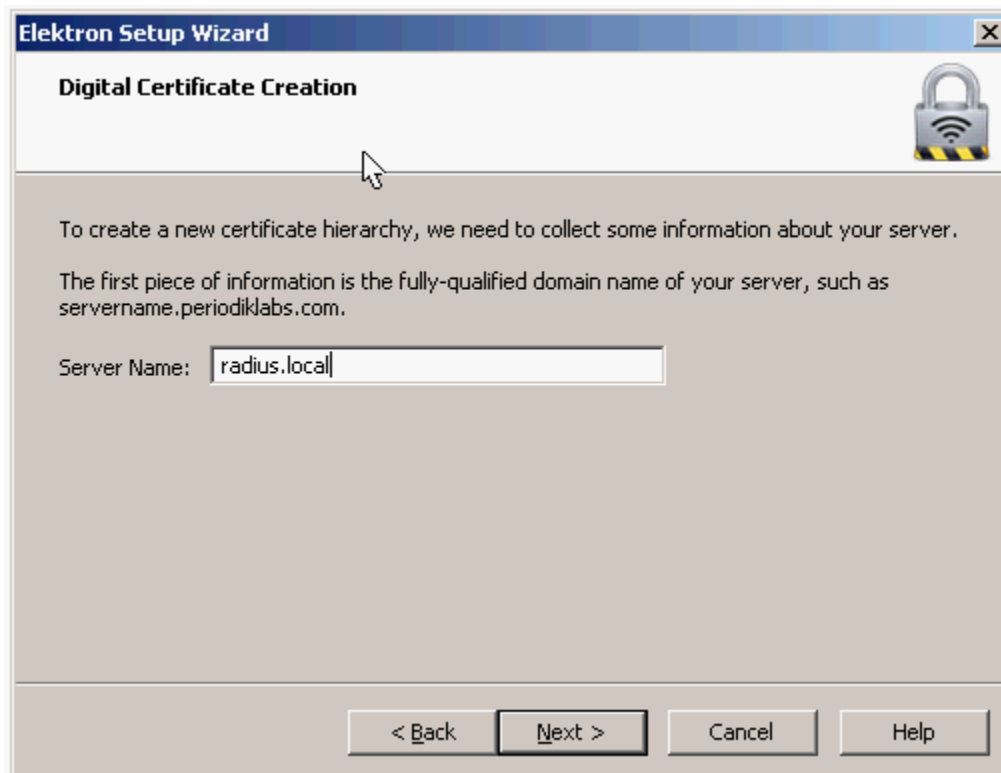 Elektron Setup Wizard
Digital Certificate Creation
To create a new certificate hierarchy, we need to collect some information about your server.
The first piece of information is the fully-qualified domain name of your server, such as
servername.periodiklabs.com.
Server Name: radius.local
< Back Next > Cancel Help